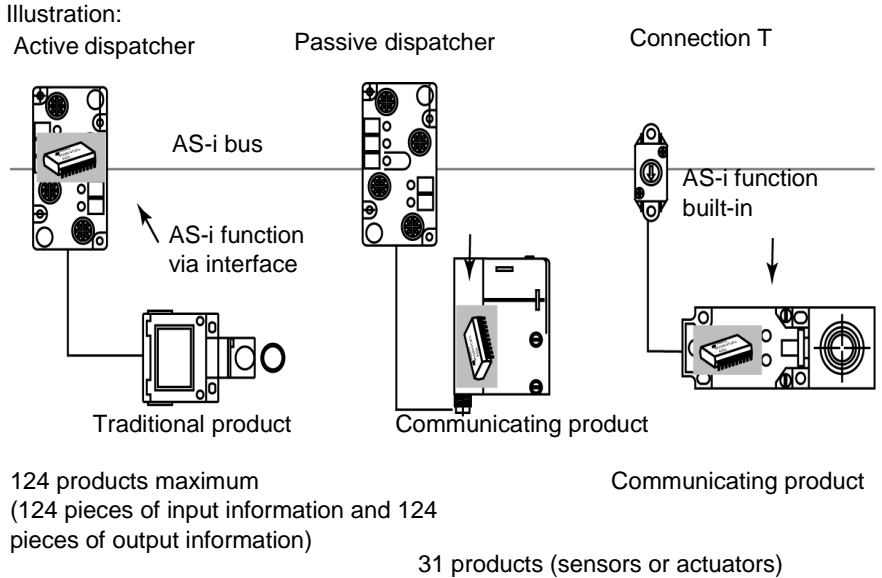 Illustration:
Active dispatcher
Passive dispatcher
Connection T
AS-i bus
AS-i function
via interface
AS-i function
built-in
Traditional product
Communicating product
124 products maximum
(124 pieces of input information and 124
pieces of output information)
Communicating product
31 products (sensors or actuators)